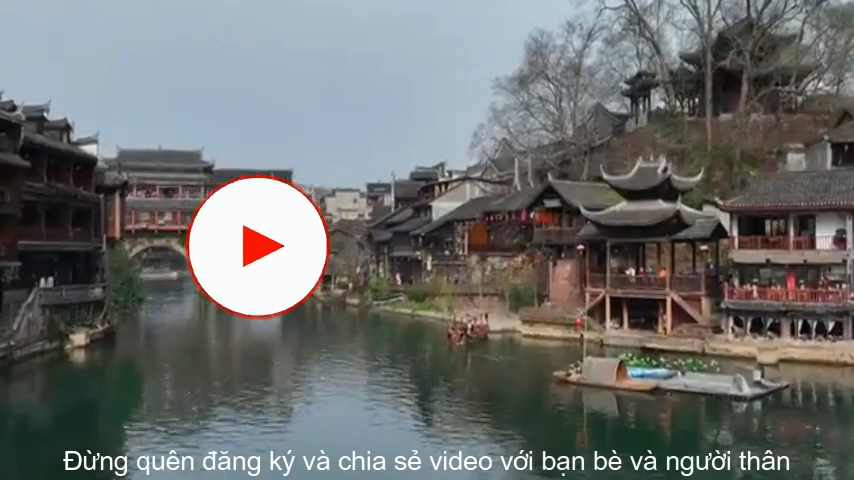 Đừng quên đăng ký và chia sẻ video với bạn bè và người thân